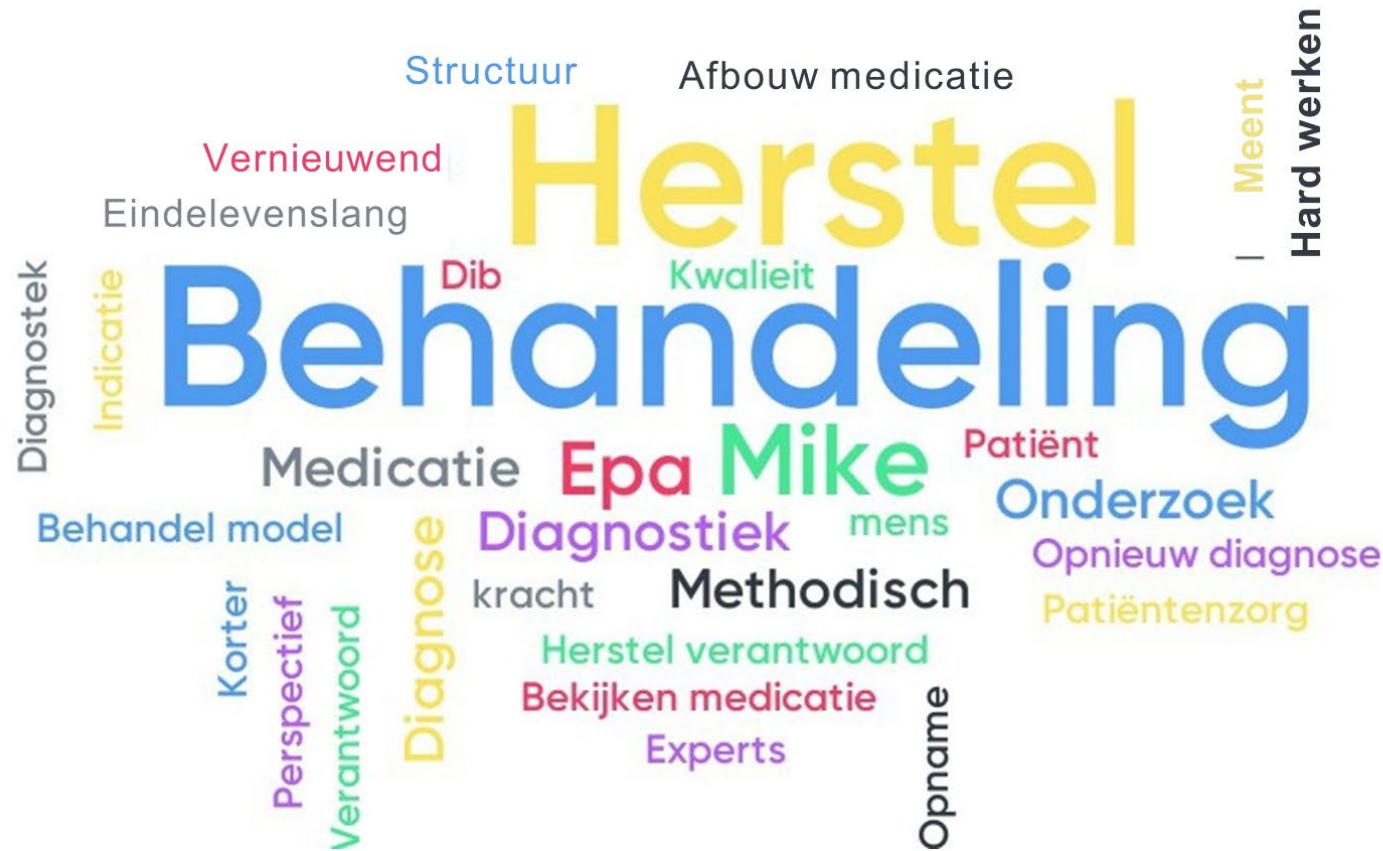 Structuur
Afbouw medicatie
Hard werken
Meent
Vernieuwend
Herstel
Eindelevenslang
Diagnostek
Indicatie
Dib
Kwalieit
Behandeling
Medicatie
Epa
Mike
Patiënt
Onderzoek
Behandel model
Diagnostiek
mens
Opnieuw diagnose
Diagnose
kracht
Methodisch
Patiëntenzorg
Korter
Perspectief
Verantwoord
Herstel verantwoord
Bekijken medicatie
Experts
Opname